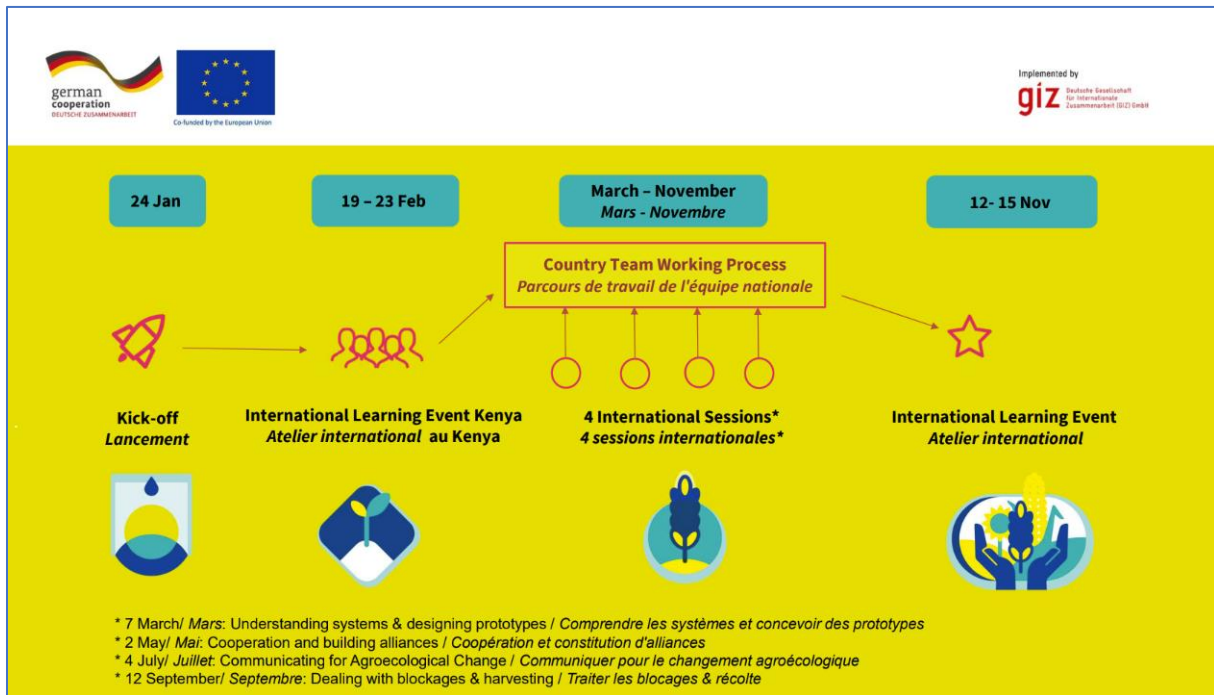 german
cooperation
DEUTSCHE ZUSAMMENARBEIT
Co-funded by the European Union
Implemented by
giz Deutsche Gesellschaft
für Internationale
Zusammenarbeit (GIZ) GmbH
24 Jan
19 – 23 Feb
March – November
Mars - Novembre
12- 15 Nov
Country Team Working Process
Parcours de travail de l'équipe nationale
Kick-off
Lancement
International Learning Event Kenya
Atelier international au Kenya
4 International Sessions*
4 sessions internationales*
International Learning Event
Atelier international
* 7 March/ Mars: Understanding systems & designing prototypes / Comprendre les systèmes et concevoir des prototypes
* 2 May/ Mai: Cooperation and building alliances / Coopération et constitution d'alliances
* 4 July/ Juillet: Communicating for Agroecological Change / Communiquer pour le changement agroécologique
* 12 September/ Septembre: Dealing with blockages & harvesting / Traiter les blocages & récolte